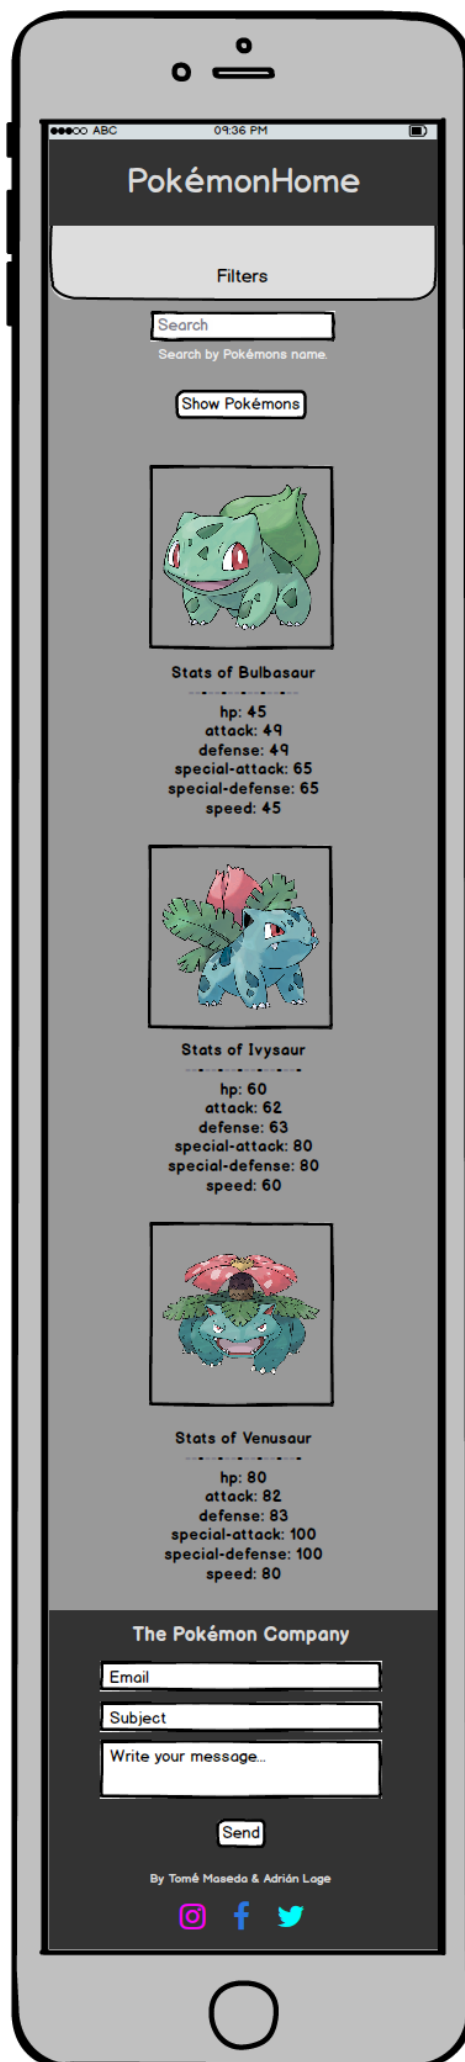 ABC 09:36 PM
PokémonHome
Filters
Search
Search by Pokémons name.
Show Pokémons
Stats of Bulbasaur
hp: 45
attack: 49
defense: 49
special-attack: 65
special-defense: 65
speed: 45
Stats of Ivysaur
hp: 60
attack: 62
defense: 63
special-attack: 80
special-defense: 80
speed: 60
Stats of Venusaur
hp: 80
attack: 82
defense: 83
special-attack: 100
special-defense: 100
speed: 80
The Pokémon Company
Email
Subject
Write your message...
Send
By Tomé Maseda & Adrián Lage